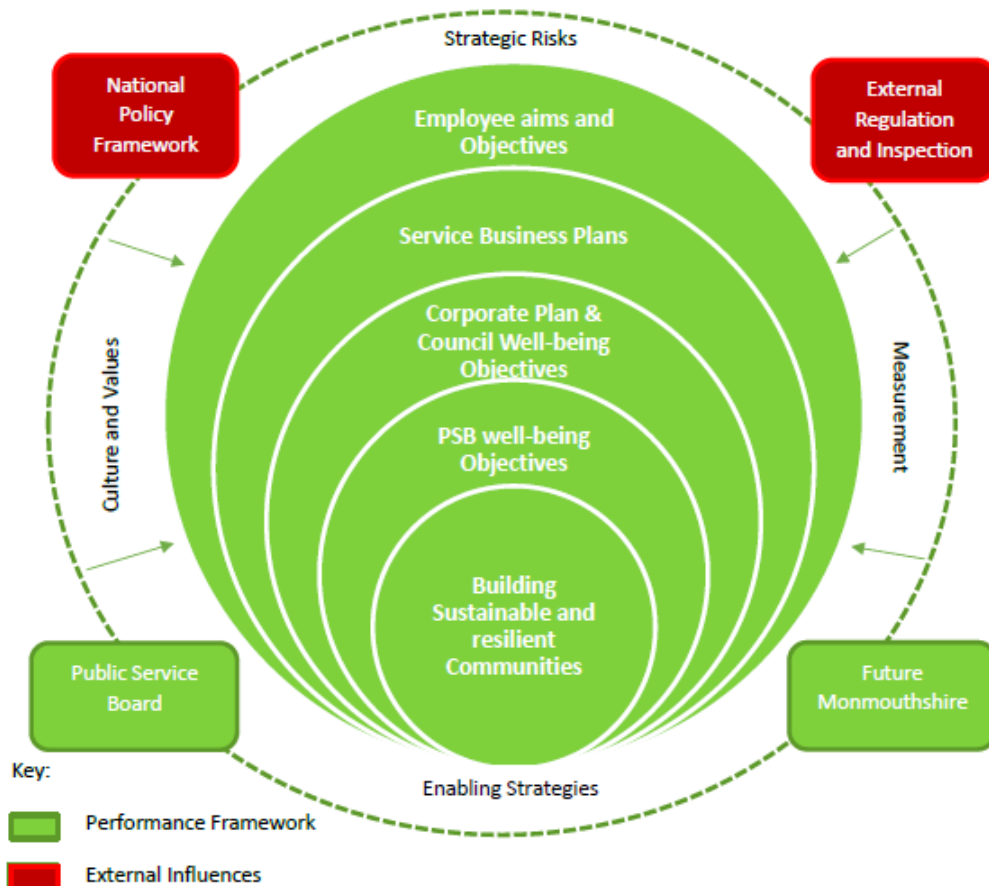 Strategic Risks
National
Policy
Framework
External
Regulation
and Inspection
Employee aims and
Objectives
Service Business Plans
Corporate Plan &
Council Well-being
Objectives
Culture and Values
Measurement
PSB well-being
Objectives
Building
Sustainable and
resilient
Communities
Public Service
Board
Future
Monmouthshire
Enabling Strategies
Key:
Performance Framework
External Influences